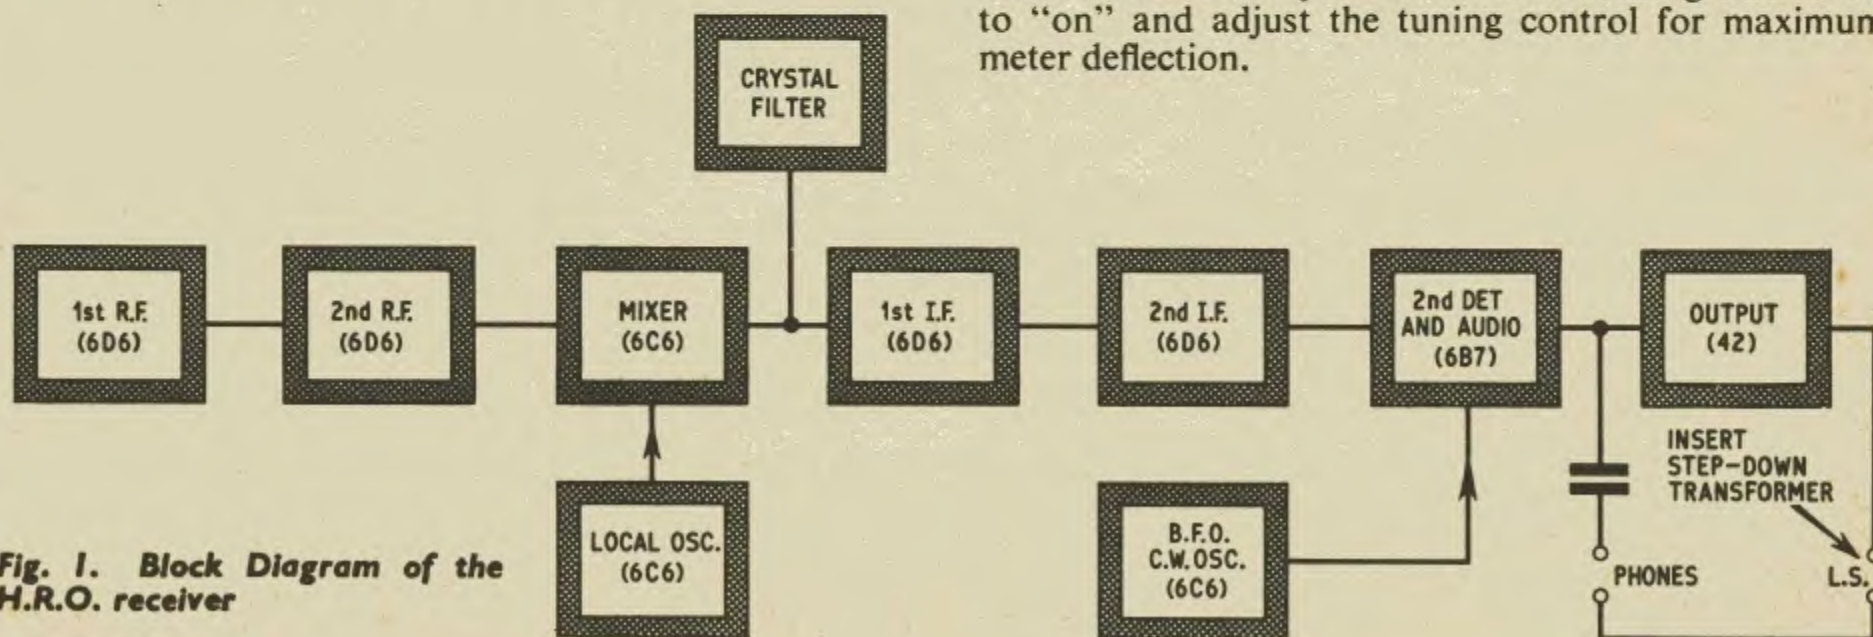 to “on” and adjust the tuning control for maximum
meter deflection.
CRYSTAL
FILTER
1st R.F.
(6D6)
2nd R.F.
(6D6)
MIXER
(6C6)
1st I.F.
(6D6)
2nd I.F.
(6D6)
2nd DET
AND AUDIO
(6B7)
OUTPUT
(42)
LOCAL OSC.
(6C6)
B.F.O.
C.W. OSC.
(6C6)
INSERT
STEP-DOWN
TRANSFORMER
PHONES
L.S.
Fig. 1. Block Diagram of the
H.R.O. receiver